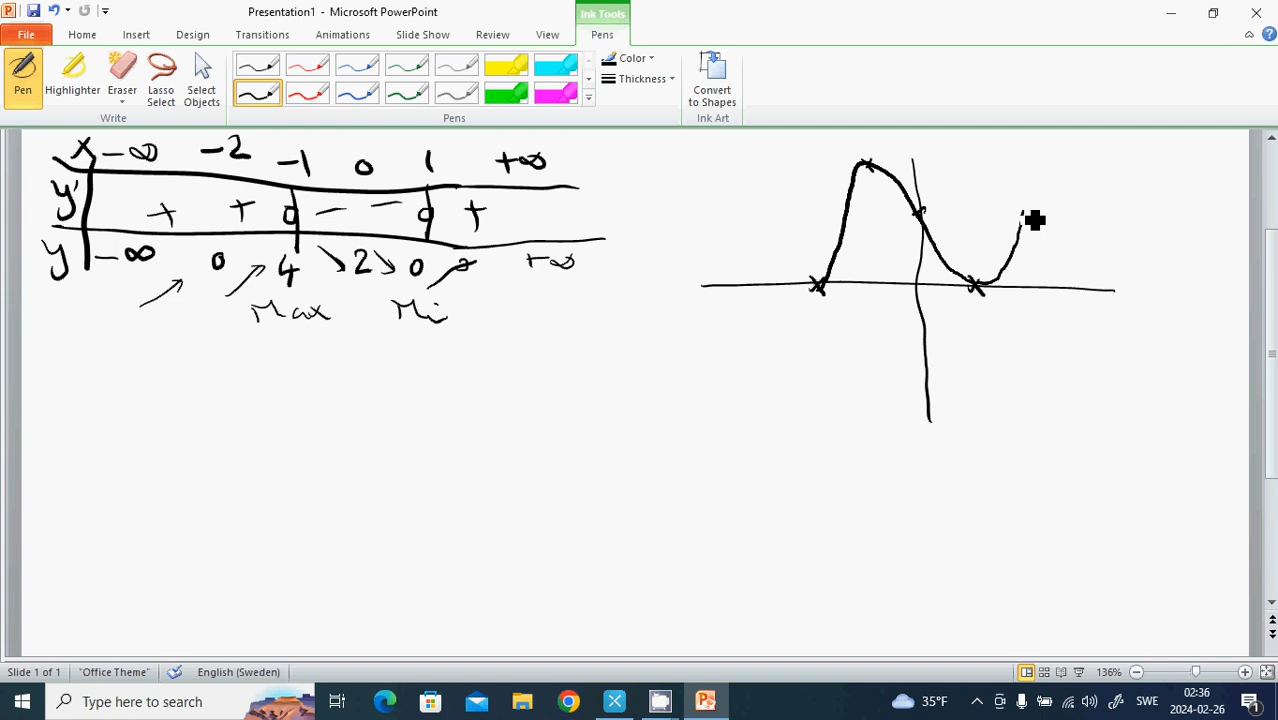 Presentation1 - Microsoft PowerPoint
Ink Tools
File Home Insert Design Transitions Animations Slide Show Review View Pens
Pen Highlighter Eraser Lasso Select Select Objects
Color
Thickness
Convert to Shapes
Write Pens Ink Art
x -∞ -2 -1 0 1 +∞
y' + + 0 - - 0 +
y -∞ 0 4 2 0 +∞
Max Mi
Slide 1 of 1 "Office Theme" English (Sweden) 136%
Type here to search
35°F
SWE
02:36
2024-02-26